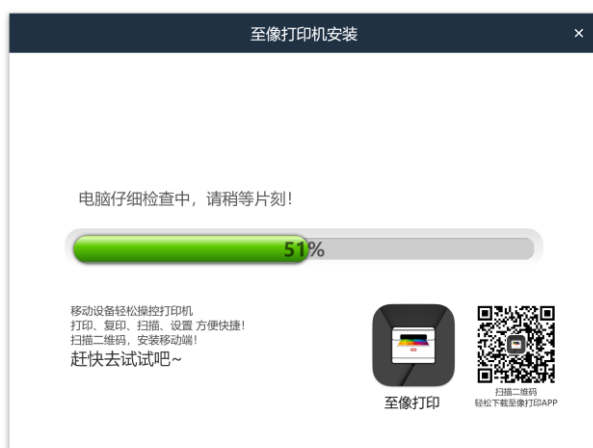 至像打印机安装
×
电脑仔细检查中，请稍等片刻！
51%
移动设备轻松操控打印机
打印、复印、扫描、设置 方便快捷！
扫描二维码，安装移动端！
赶快去试试吧~
至像打印
扫描二维码
轻松下载至像打印APP